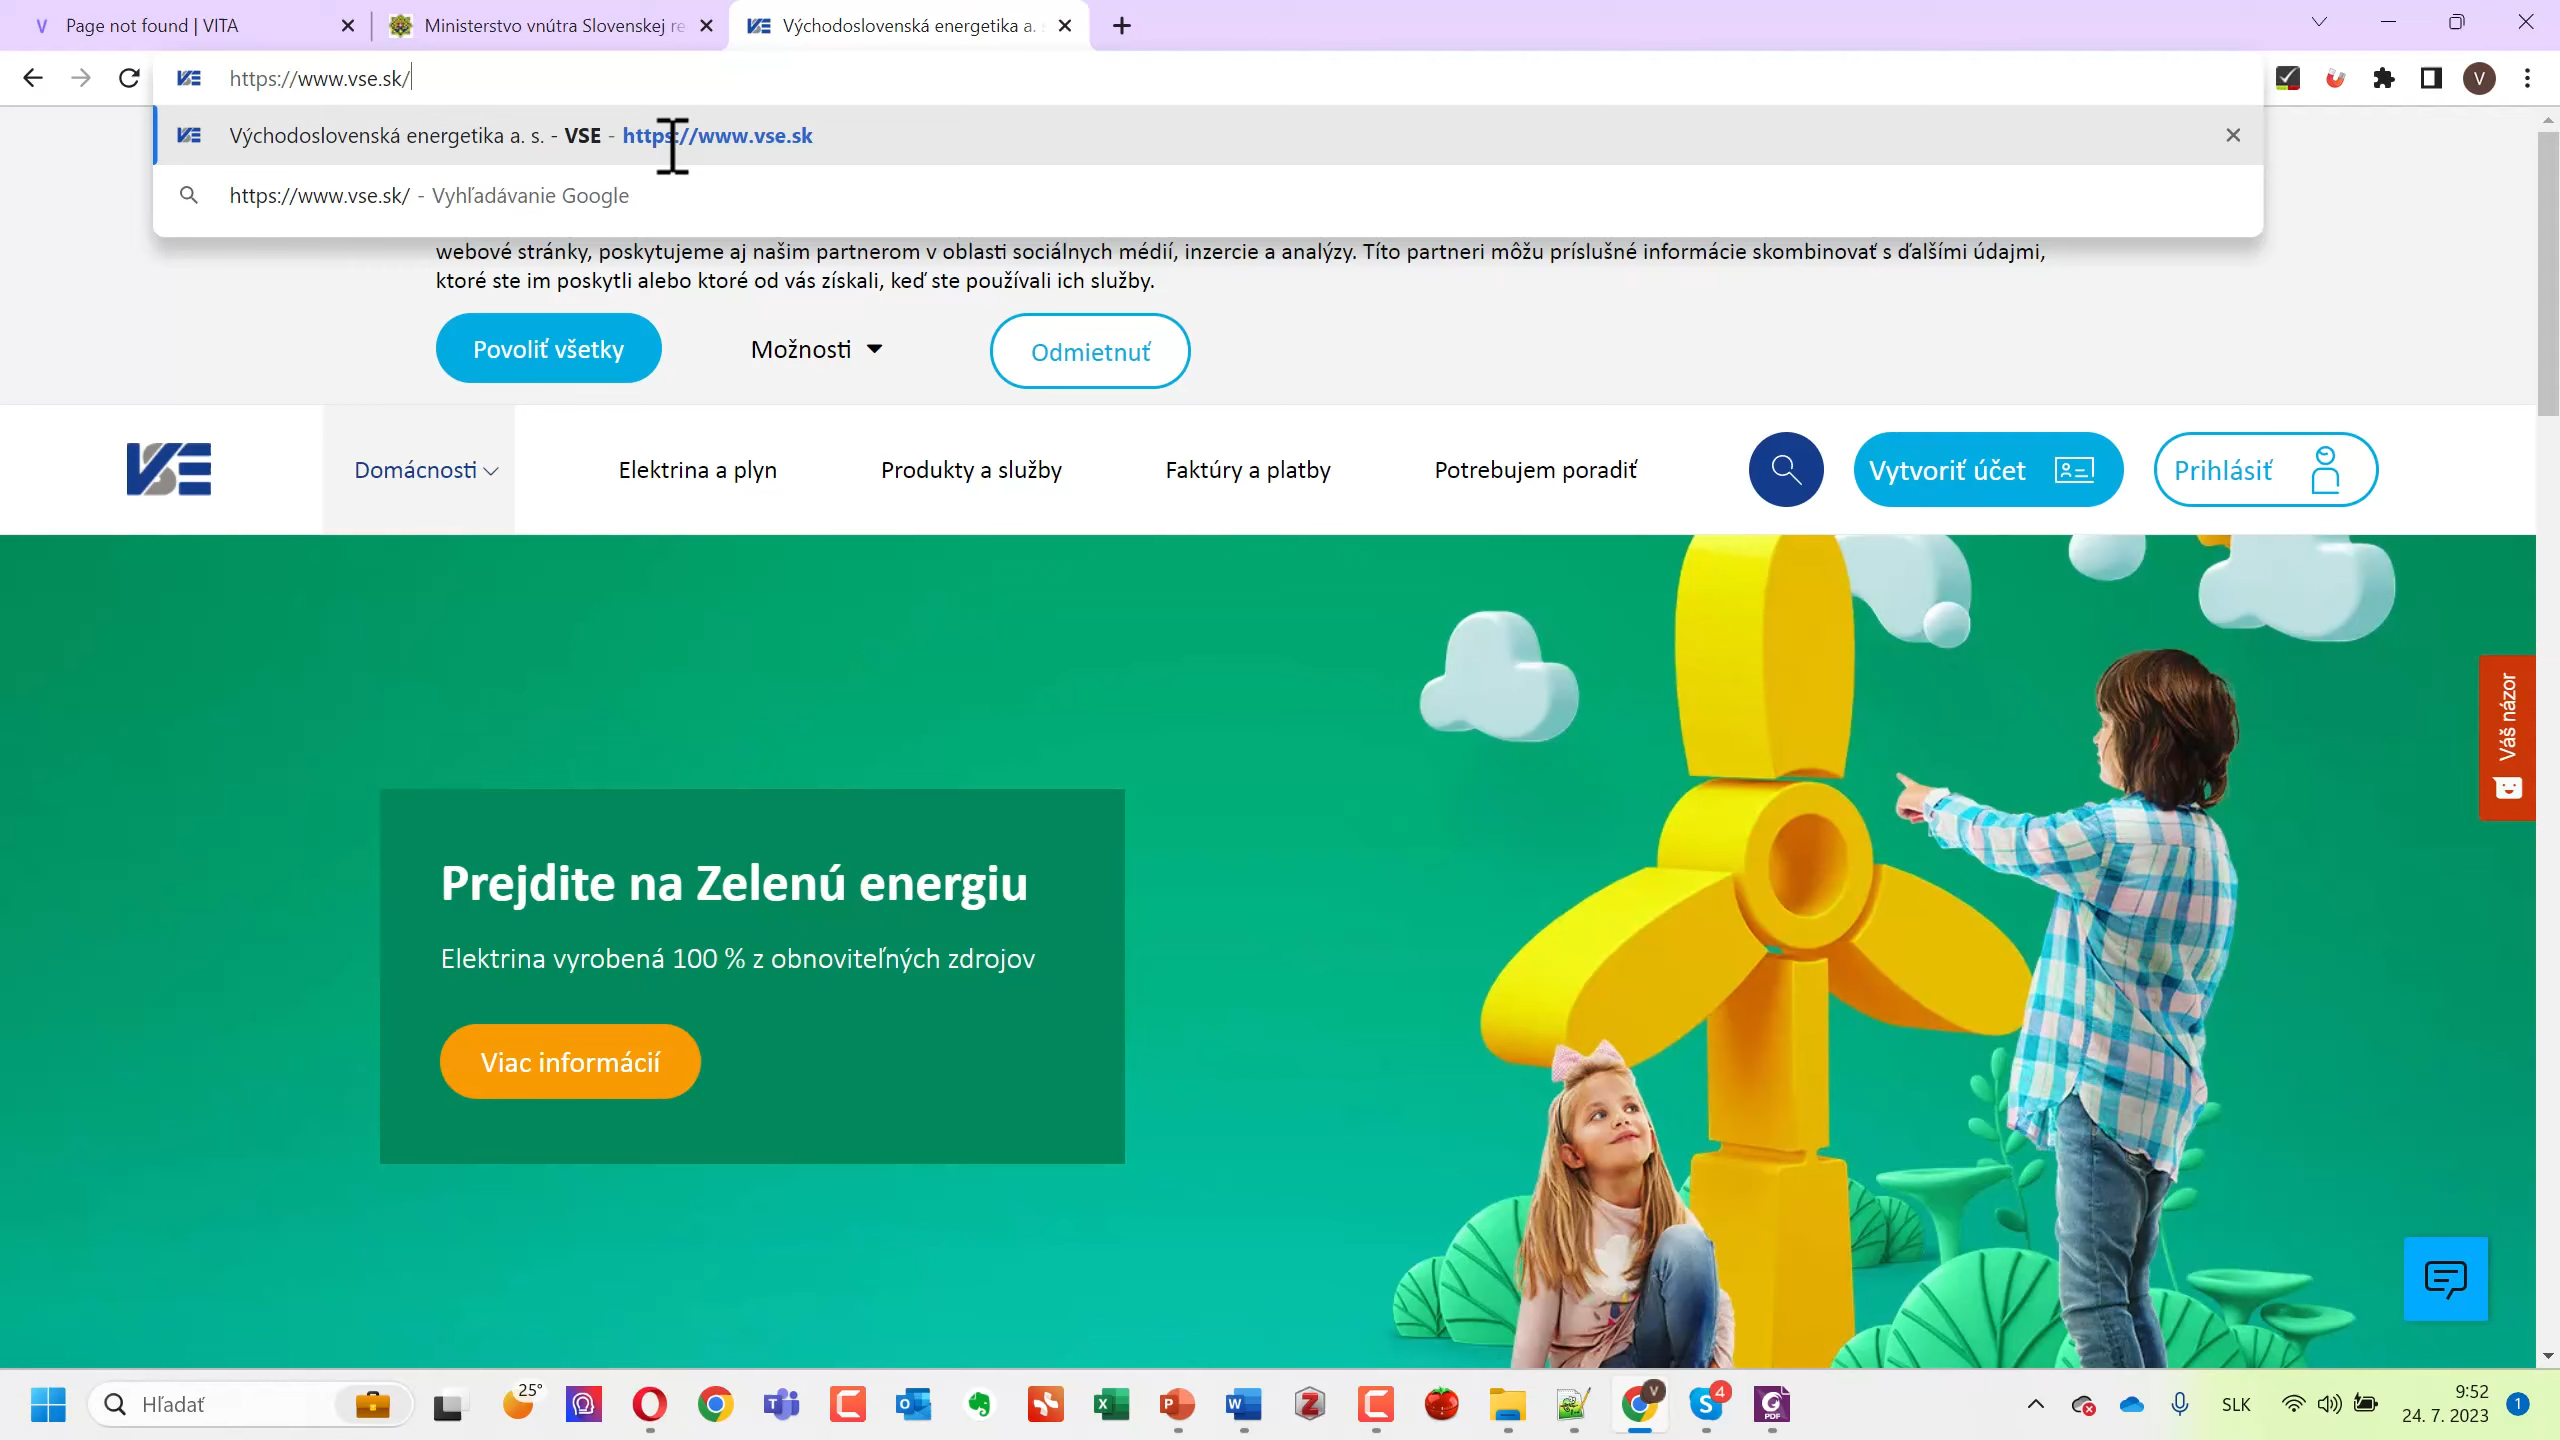 Page not found | VITA
Ministerstvo vnútra Slovenskej re
Východoslovenská energetika a.
https://www.vse.sk/
V
Východoslovenská energetika a. s. - VSE - https://www.vse.sk
https://www.vse.sk/ - Vyhľadávanie Google
webové stránky, poskytujeme aj našim partnerom v oblasti sociálnych médií, inzercie a analýzy. Títo partneri môžu príslušné informácie skombinovať s ďalšími údajmi,
ktoré ste im poskytli alebo ktoré od vás získali, keď ste používali ich služby.
Povoliť všetky
Možnosti
Odmietnuť
VSE
Domácnosti
Elektrina a plyn
Produkty a služby
Faktúry a platby
Potrebujem poradiť
Vytvoriť účet
Prihlásiť
Váš názor
Prejdite na Zelenú energiu
Elektrina vyrobená 100 % z obnoviteľných zdrojov
Viac informácií
Hľadať
25°
4
SLK
9:52
24. 7. 2023
1